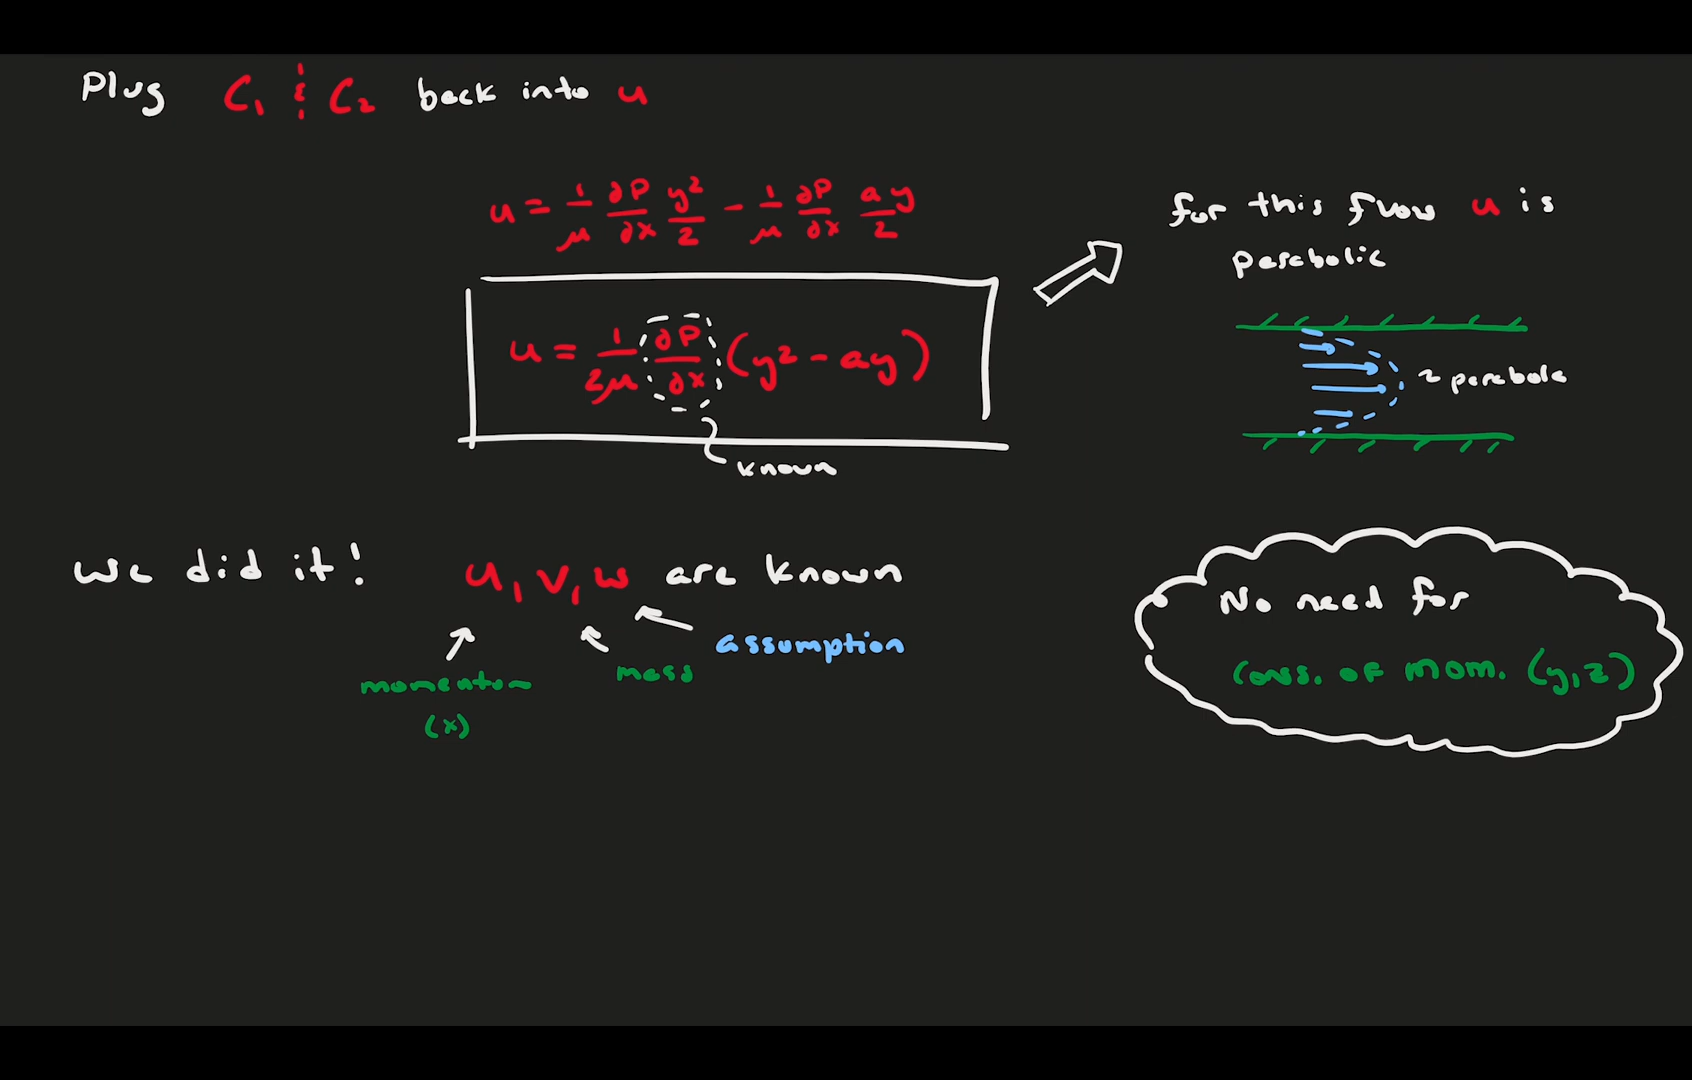 Plug C₁ & C₂ back into u
u = 1/μ ∂P/∂x y²/2 - 1/μ ∂P/∂x ay/2
u = 1/2μ ∂P/∂x (y² - ay)
known
for this flow u is
parabolic
~ parabola
We did it! u, v, w are known
assumption
mass
momentum
(x)
No need for
Cons. of mom. (y, z)